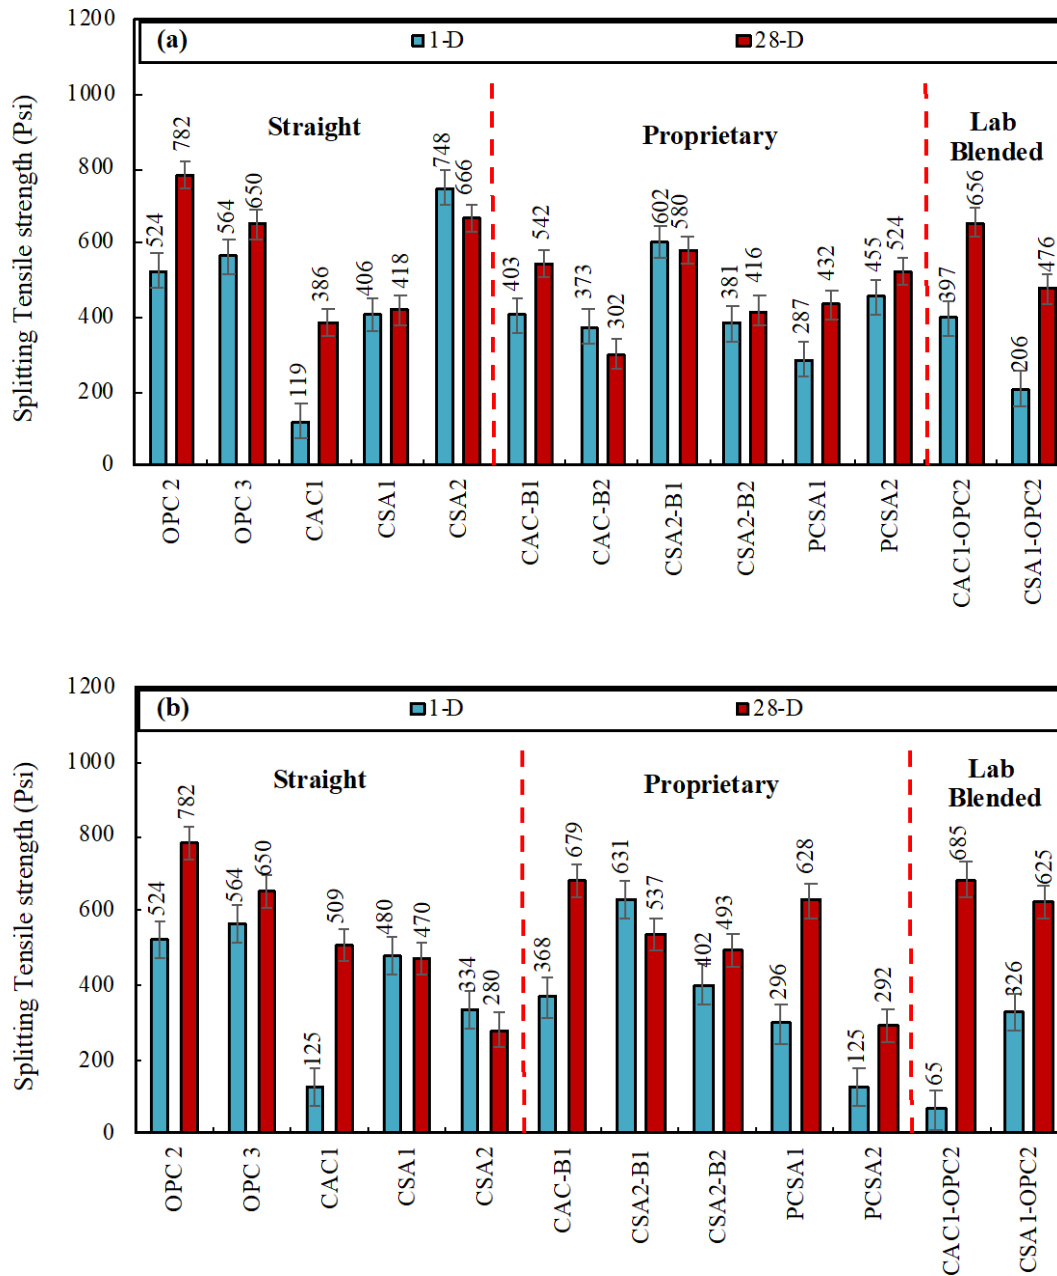 1200
(a)
1-D
28-D
1000
Straight
Proprietary
Lab
Blended
800
600
400
200
0
Splitting Tensile strength (Psi)
524
782
564
650
119
386
406
418
748
666
403
542
373
302
602
580
381
416
287
432
455
524
397
656
206
476
OPC 2
OPC 3
CAC1
CSA1
CSA2
CAC-B1
CAC-B2
CSA2-B1
CSA2-B2
PCSA1
PCSA2
CAC1-OPC2
CSA1-OPC2
1200
(b)
1-D
28-D
1000
Straight
Proprietary
Lab
Blended
800
600
400
200
0
Splitting Tensile strength (Psi)
524
782
564
650
125
509
480
470
334
280
368
679
631
537
402
493
296
628
125
292
65
685
326
625
OPC 2
OPC 3
CAC1
CSA1
CSA2
CAC-B1
CSA2-B1
CSA2-B2
PCSA1
PCSA2
CAC1-OPC2
CSA1-OPC2